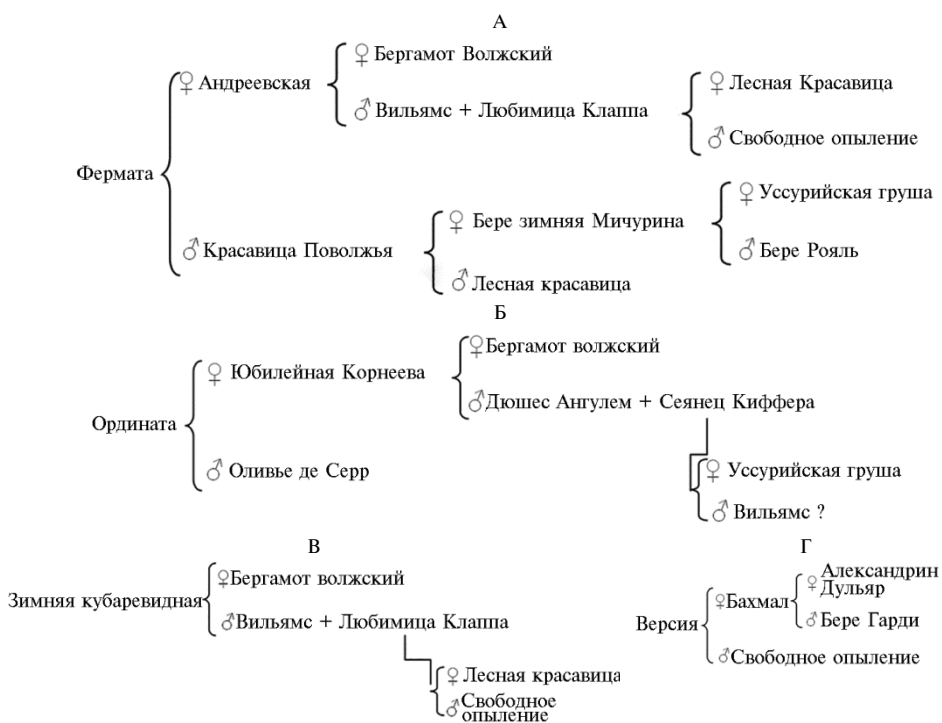 А
♀ Бергамот Волжский
♀ Андреевская
♀ Лесная Красавица
♂ Вильямс + Любимица Клаппа
♂ Свободное опыление
Фермата
♀ Уссурийская груша
♀ Бере зимняя Мичурина
♂ Красавица Поволжья
♂ Бере Рояль
♂ Лесная красавица
Б
♀ Бергамот волжский
♀ Юбилейная Корнеева
♂ Дюшес Ангулем + Сеянец Киффера
Ордината
♂ Оливье де Серр
♀ Уссурийская груша
♂ Вильямс ?
В
♀ Бергамот волжский
Зимняя кубаревидная
♂ Вильямс + Любимица Клаппа
♀ Лесная красавица
♂ Свободное
опыление
Г
♀ Александрин
Дульяр
♀ Бахмал
♂ Бере Гарди
Версия
♂ Свободное опыление